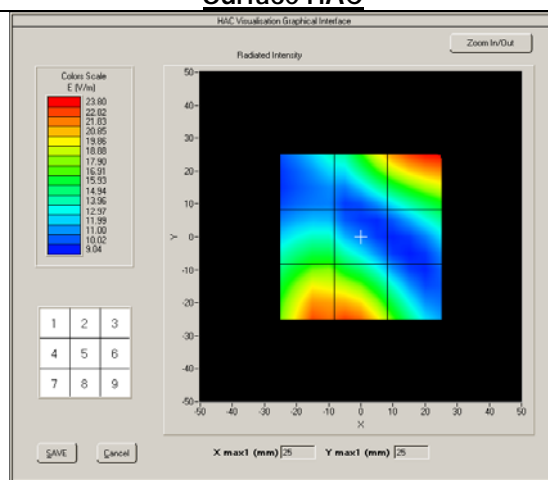 Surface HAC
HAC Visualisation Graphical Interface
Zoom In/Out
Radiated Intensity
Colors Scale
E (V/m)
23.80
22.82
21.83
20.85
19.86
18.88
17.90
16.91
15.93
14.94
13.96
12.97
11.99
11.00
10.02
9.04
1 2 3
4 5 6
7 8 9
50
40
30
20
10
0
-10
-20
-30
-40
-50
Y
-50 -40 -30 -20 -10 0 10 20 30 40 50
X
SAVE
Cancel
X max1 (mm) 25 Y max1 (mm) 25